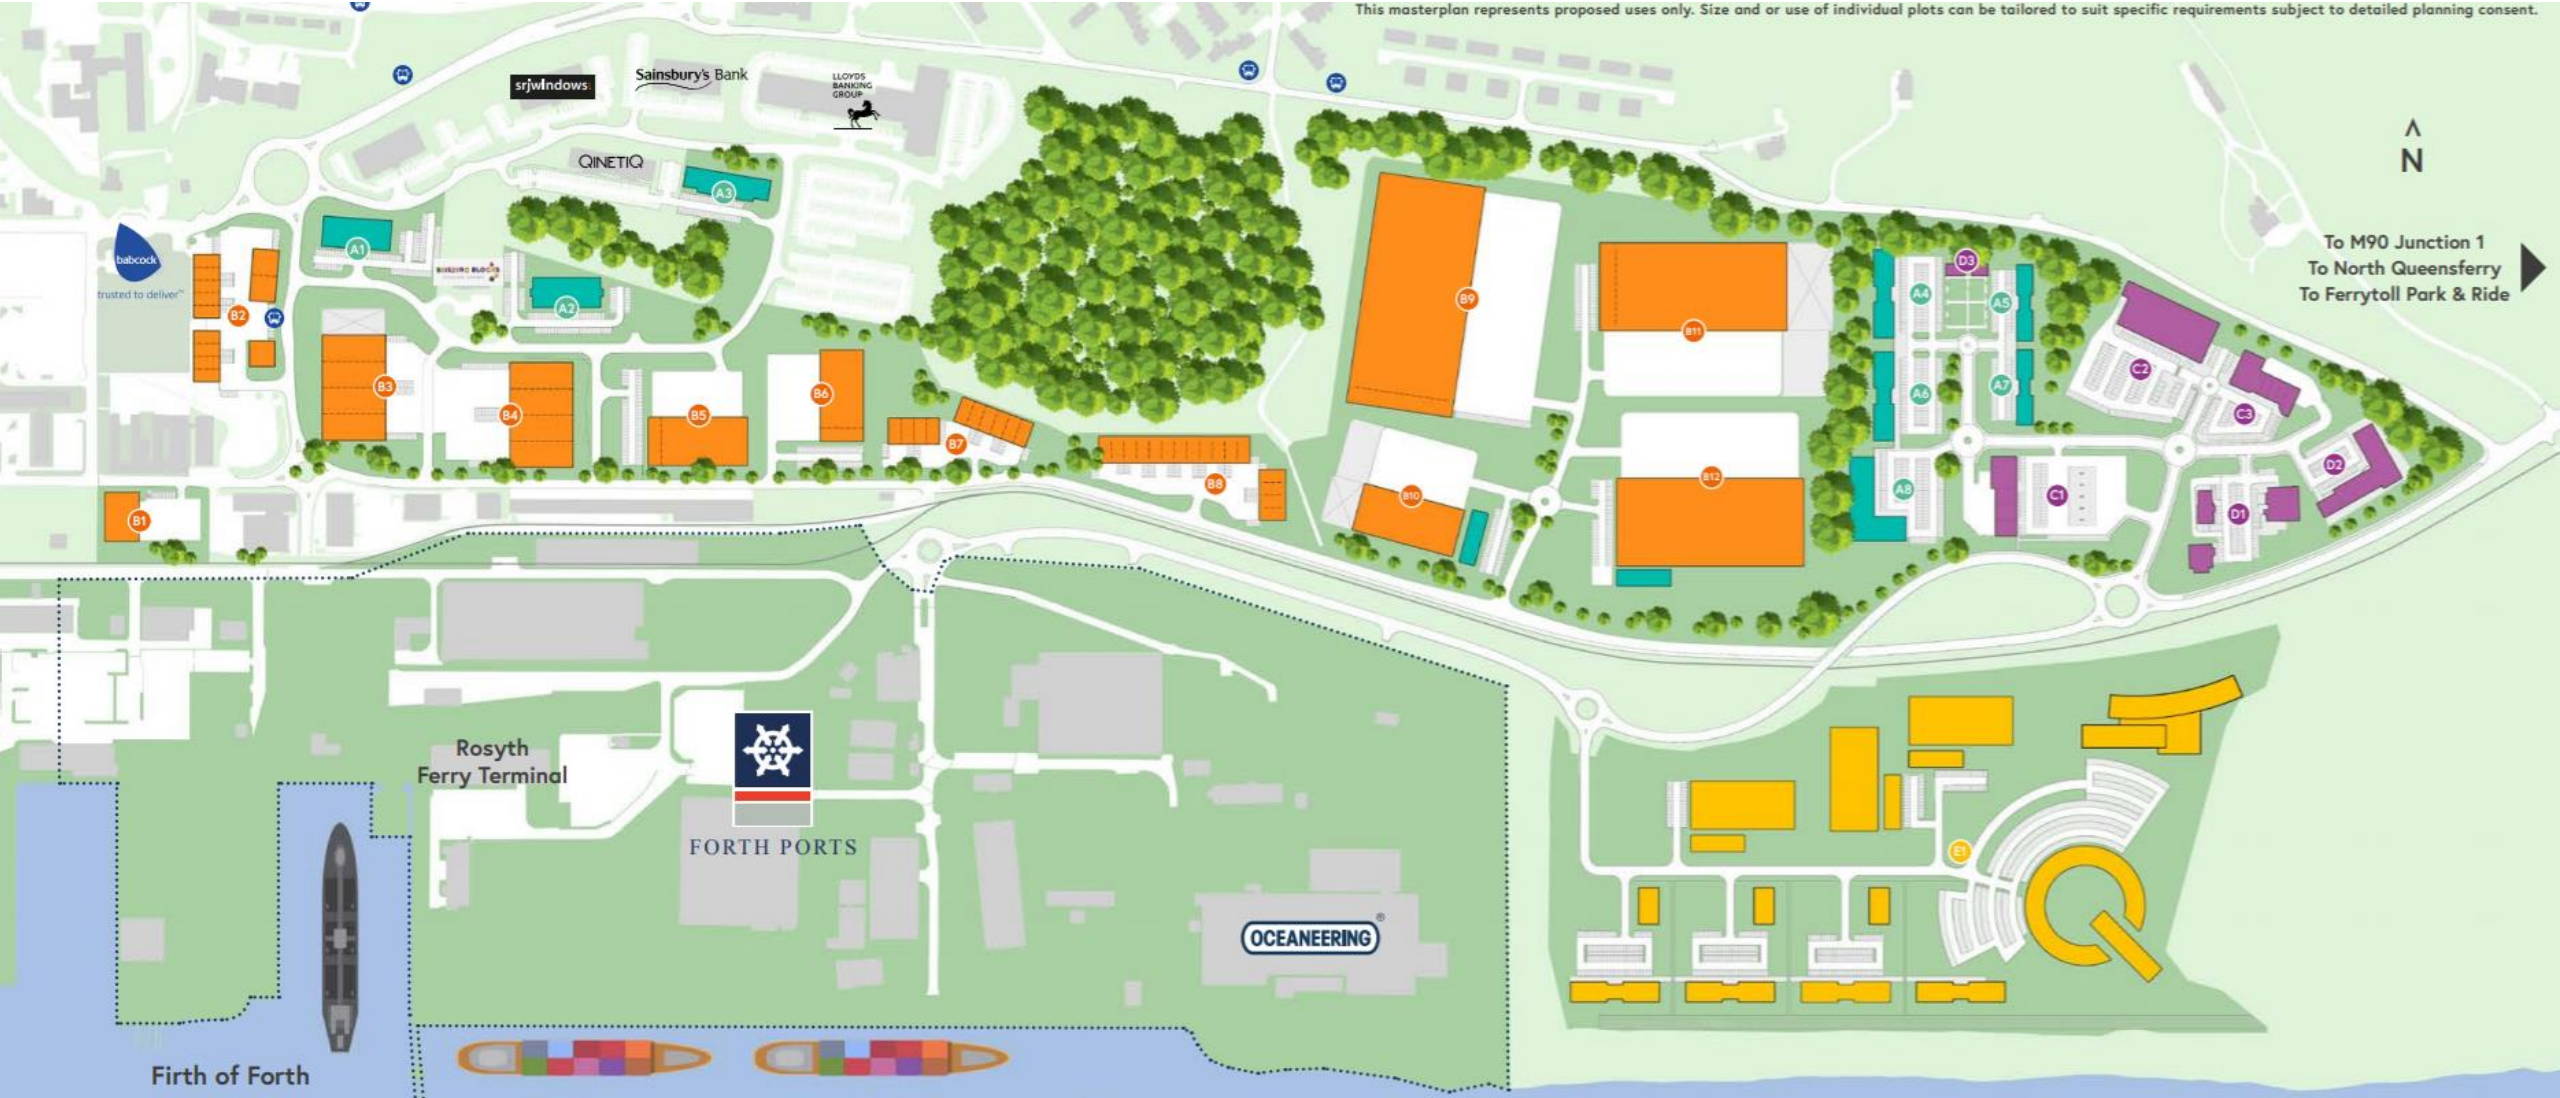 This masterplan represents proposed uses only. Size and or use of individual plots can be tailored to suit specific requirements subject to detailed planning consent.
srjwindows
Sainsbury's Bank
LLOYDS
BANKING
GROUP
QINETIQ
^
N
To M90 Junction 1
To North Queensferry
To Ferrytoll Park & Ride
babcock
trusted to deliver™
BUILDING BLOCKS
A1
A2
A3
A4
A5
A6
A7
A8
B1
B2
B3
B4
B5
B6
B7
B8
B9
B10
B11
B12
C1
C2
C3
D1
D2
D3
E1
Rosyth
Ferry Terminal
FORTH PORTS
OCEANEERING®
Firth of Forth